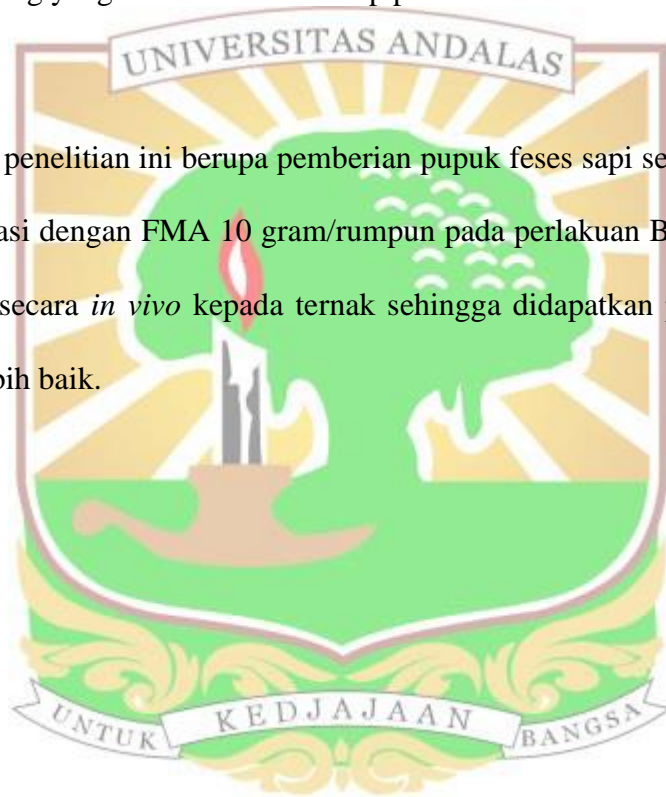 UNIVERSITAS ANDALAS
penelitian ini berupa pemberian pupuk feses sapi
asi dengan FMA 10 gram/rumpun pada perlakuan B
secara in vivo kepada ternak sehingga didapatkan
bih baik.
UNTUK KEDJAJAAN BANGSA